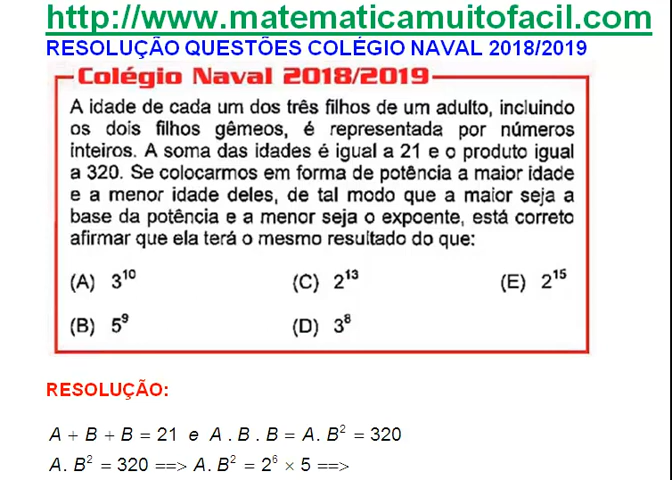 http://www.matematicamuitofacil.com
RESOLUÇÃO QUESTÕES COLÉGIO NAVAL 2018/2019
Colégio Naval 2018/2019
A idade de cada um dos três filhos de um adulto, incluindo
os dois filhos gêmeos, é representada por números
inteiros. A soma das idades é igual a 21 e o produto igual
a 320. Se colocarmos em forma de potência a maior idade
e a menor idade deles, de tal modo que a maior seja a
base da potência e a menor seja o expoente, está correto
afirmar que ela terá o mesmo resultado do que:
(A) 3¹⁰ (C) 2¹³ (E) 2¹⁵
(B) 5⁹ (D) 3⁸
RESOLUÇÃO:
A + B + B = 21 e A . B . B = A. B² = 320
A. B² = 320 ==> A. B² = 2⁶ × 5 ==>